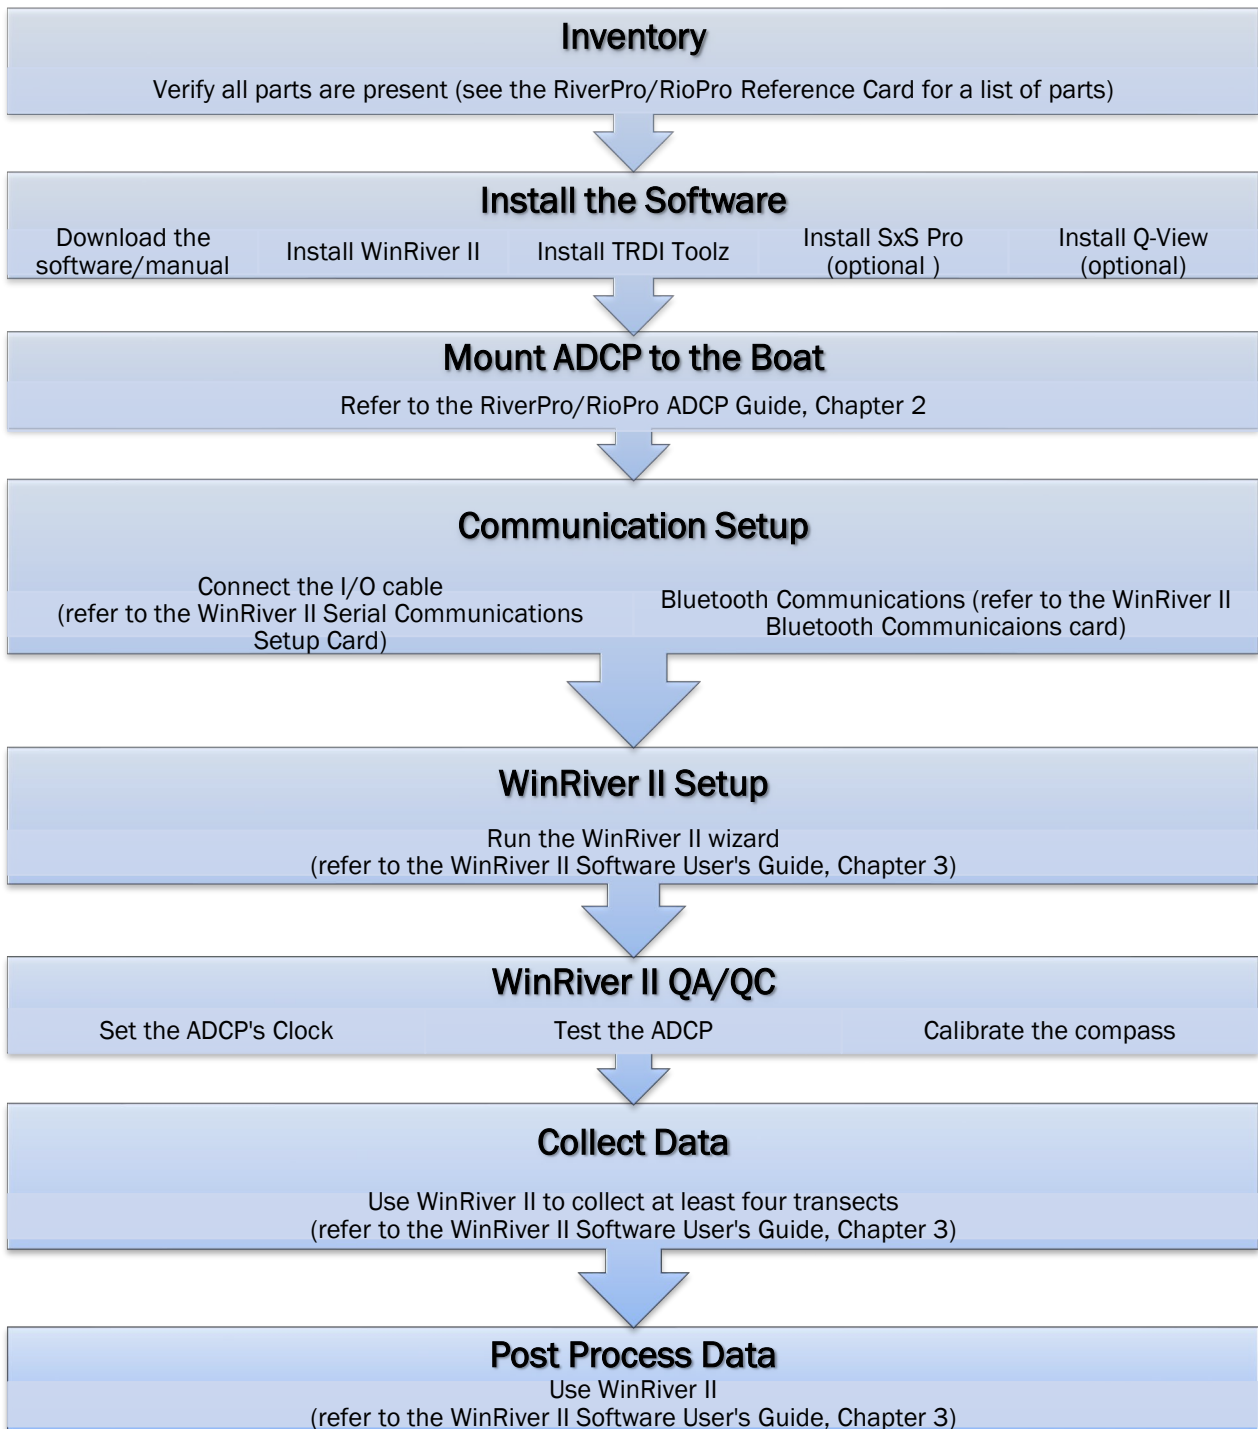 Inventory
Verify all parts are present (see the RiverPro/RioPro Reference Card for a list of parts)
Install the Software
Download the
software/manual
Install WinRiver II
Install TRDI Toolz
Install SxS Pro
(optional )
Install Q-View
(optional)
Mount ADCP to the Boat
Refer to the RiverPro/RioPro ADCP Guide, Chapter 2
Communication Setup
Connect the I/O cable
(refer to the WinRiver II Serial Communications
Setup Card)
Bluetooth Communications (refer to the WinRiver II
Bluetooth Communicaions card)
WinRiver II Setup
Run the WinRiver II wizard
(refer to the WinRiver II Software User's Guide, Chapter 3)
WinRiver II QA/QC
Set the ADCP's Clock
Test the ADCP
Calibrate the compass
Collect Data
Use WinRiver II to collect at least four transects
(refer to the WinRiver II Software User's Guide, Chapter 3)
Post Process Data
Use WinRiver II
(refer to the WinRiver II Software User's Guide, Chapter 3)